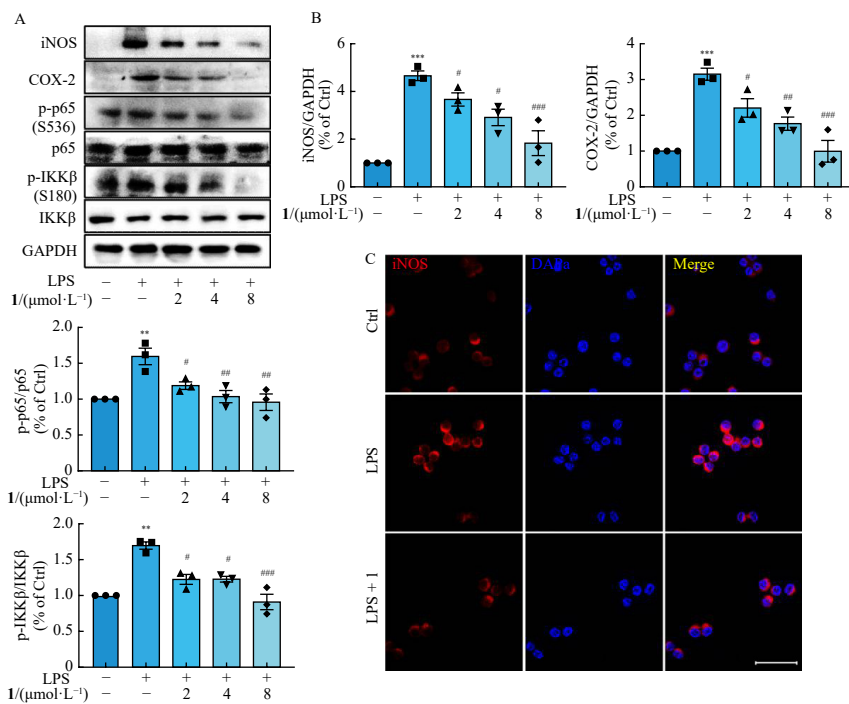 A
iNOS
COX-2
p-p65
(S536)
p65
p-IKKβ
(S180)
IKKβ
GAPDH
LPS – + + + +
1/(μmol·L⁻¹) – – 2 4 8
p-p65/p65
(% of Ctrl)
2.0
1.5
1.0
0.5
0
** # ## ##
LPS – + + + +
1/(μmol·L⁻¹) – – 2 4 8
p-IKKβ/IKKβ
(% of Ctrl)
2.0
1.5
1.0
0.5
0
** # # ###
LPS – + + + +
1/(μmol·L⁻¹) – – 2 4 8
B
iNOS/GAPDH
(% of Ctrl)
6
4
2
0
*** # # ###
LPS – + + + +
1/(μmol·L⁻¹) – – 2 4 8
COX-2/GAPDH
(% of Ctrl)
4
3
2
1
0
*** # ## ###
LPS – + + + +
1/(μmol·L⁻¹) – – 2 4 8
C
iNOS DAPa Merge
Ctrl
LPS
LPS + 1